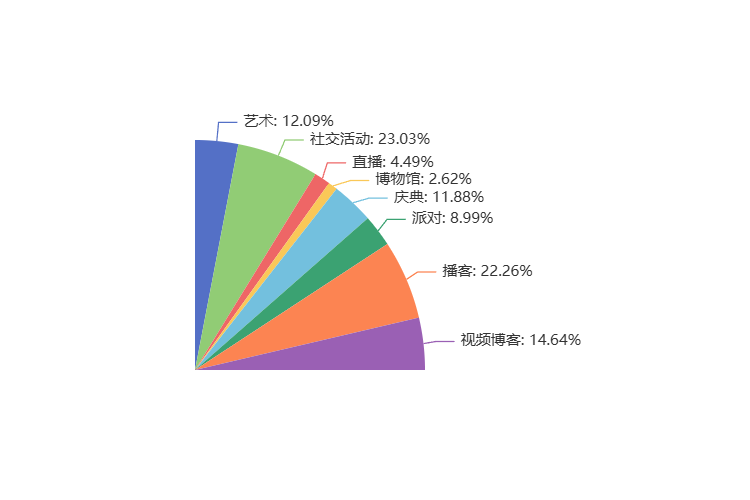 艺术: 12.09%
社交活动: 23.03%
直播: 4.49%
博物馆: 2.62%
庆典: 11.88%
派对: 8.99%
播客: 22.26%
视频博客: 14.64%